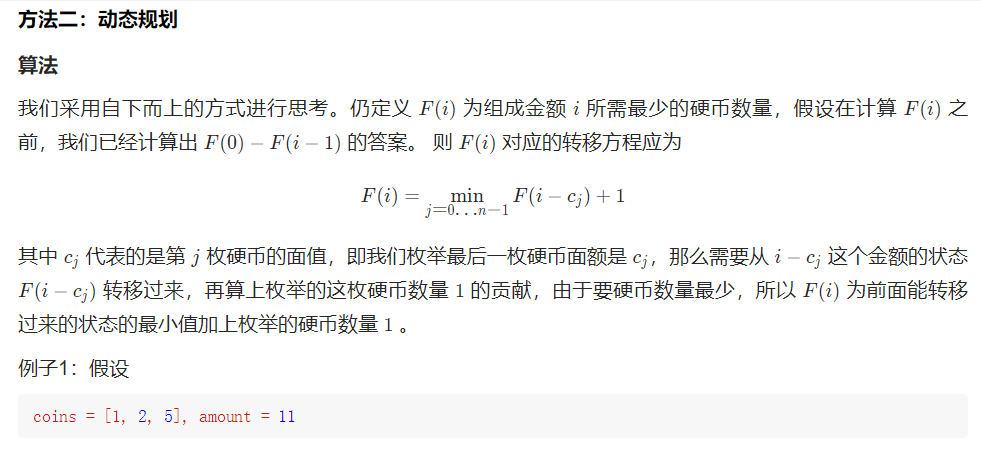 方法二：动态规划
算法
我们采用自下而上的方式进行思考。仍定义 F(i) 为组成金额 i 所需最少的硬币数量，假设在计算 F(i) 之
前，我们已经计算出 F(0) − F(i − 1) 的答案。 则 F(i) 对应的转移方程应为
F(i) = min_{j=0…n−1} F(i − c_j) + 1
其中 c_j 代表的是第 j 枚硬币的面值，即我们枚举最后一枚硬币面额是 c_j，那么需要从 i − c_j 这个金额的状态
F(i − c_j) 转移过来，再算上枚举的这枚硬币数量 1 的贡献，由于要硬币数量最少，所以 F(i) 为前面能转移
过来的状态的最小值加上枚举的硬币数量 1 。
例子1：假设
coins = [1, 2, 5], amount = 11